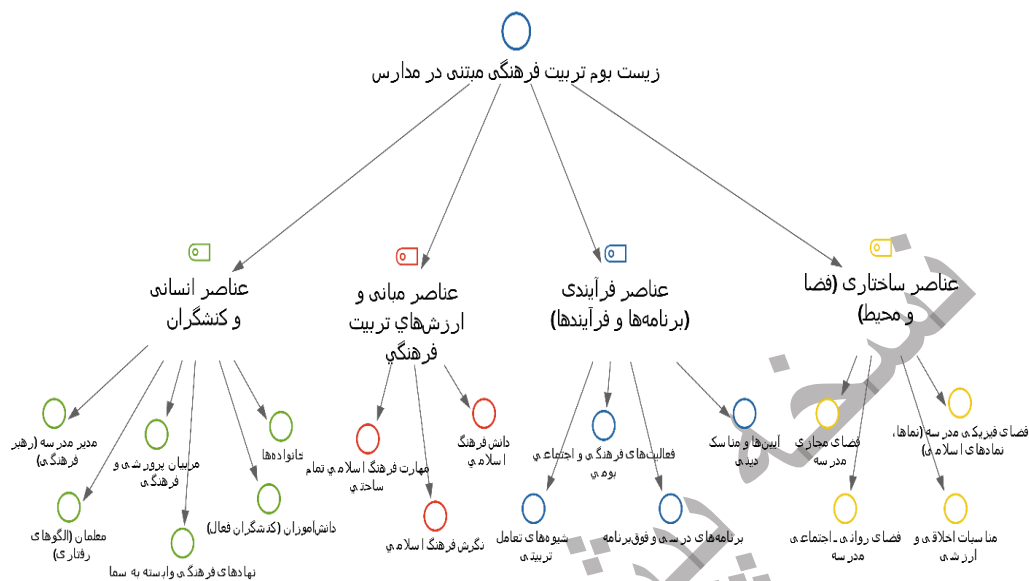 زیست بوم تربیت فرهنگی مبتنی در مدارس
عناصر ساختاری (فضا
و محیط)
عناصر فرآیندی
(برنامه‌ها و فرآیندها)
عناصر مبانی و
ارزش‌هاي تربیت
فرهنگي
عناصر انسانی
و کنشگران
فضای فیزیکی مدرسه (نماها،
نمادهای اسلامی)
فضای مجازی
مدرسه
مناسبات اخلاقی و
ارزشی
فضای روانی ـ اجتماعی
مدرسه
آیین‌ها و مناسک
دینی
فعالیت‌های فرهنگی و اجتماعی
بومی
برنامه‌های درسی و فوق‌برنامه
شیوه‌های تعامل
تربیتی
دانش فرهنگ
اسلامي
مهارت فرهنگ اسلامي تمام
ساحتي
نگرش فرهنگ اسلامي
خانواده‌ها
مربیان پرورشی و
فرهنگی
مدیر مدرسه (رهبر
فرهنگی)
دانش‌آموزان (کنشگران فعال)
معلمان (الگوهای
رفتاری)
نهادهای فرهنگی وابسته به سما
نسخه